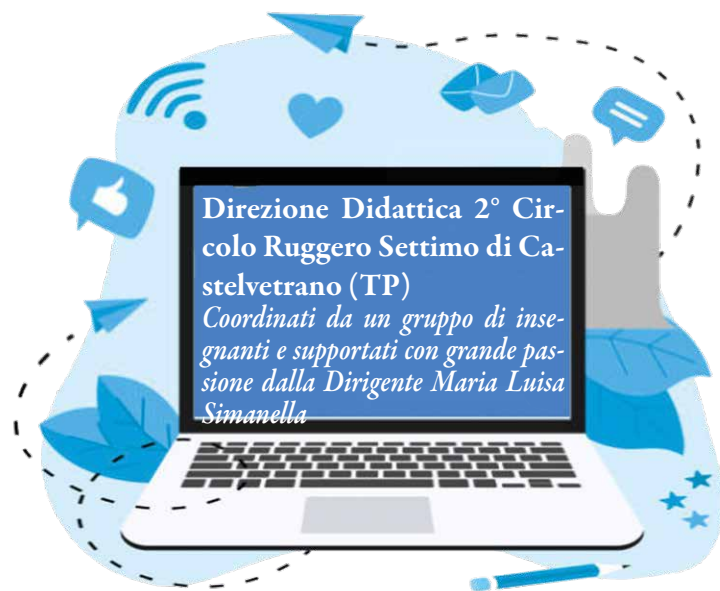 Direzione Didattica 2° Cir-
colo Ruggero Settimo di Ca-
stelvetrano (TP)
Coordinati da un gruppo di inse-
gnanti e supportati con grande pas-
sione dalla Dirigente Maria Luisa
Simanella